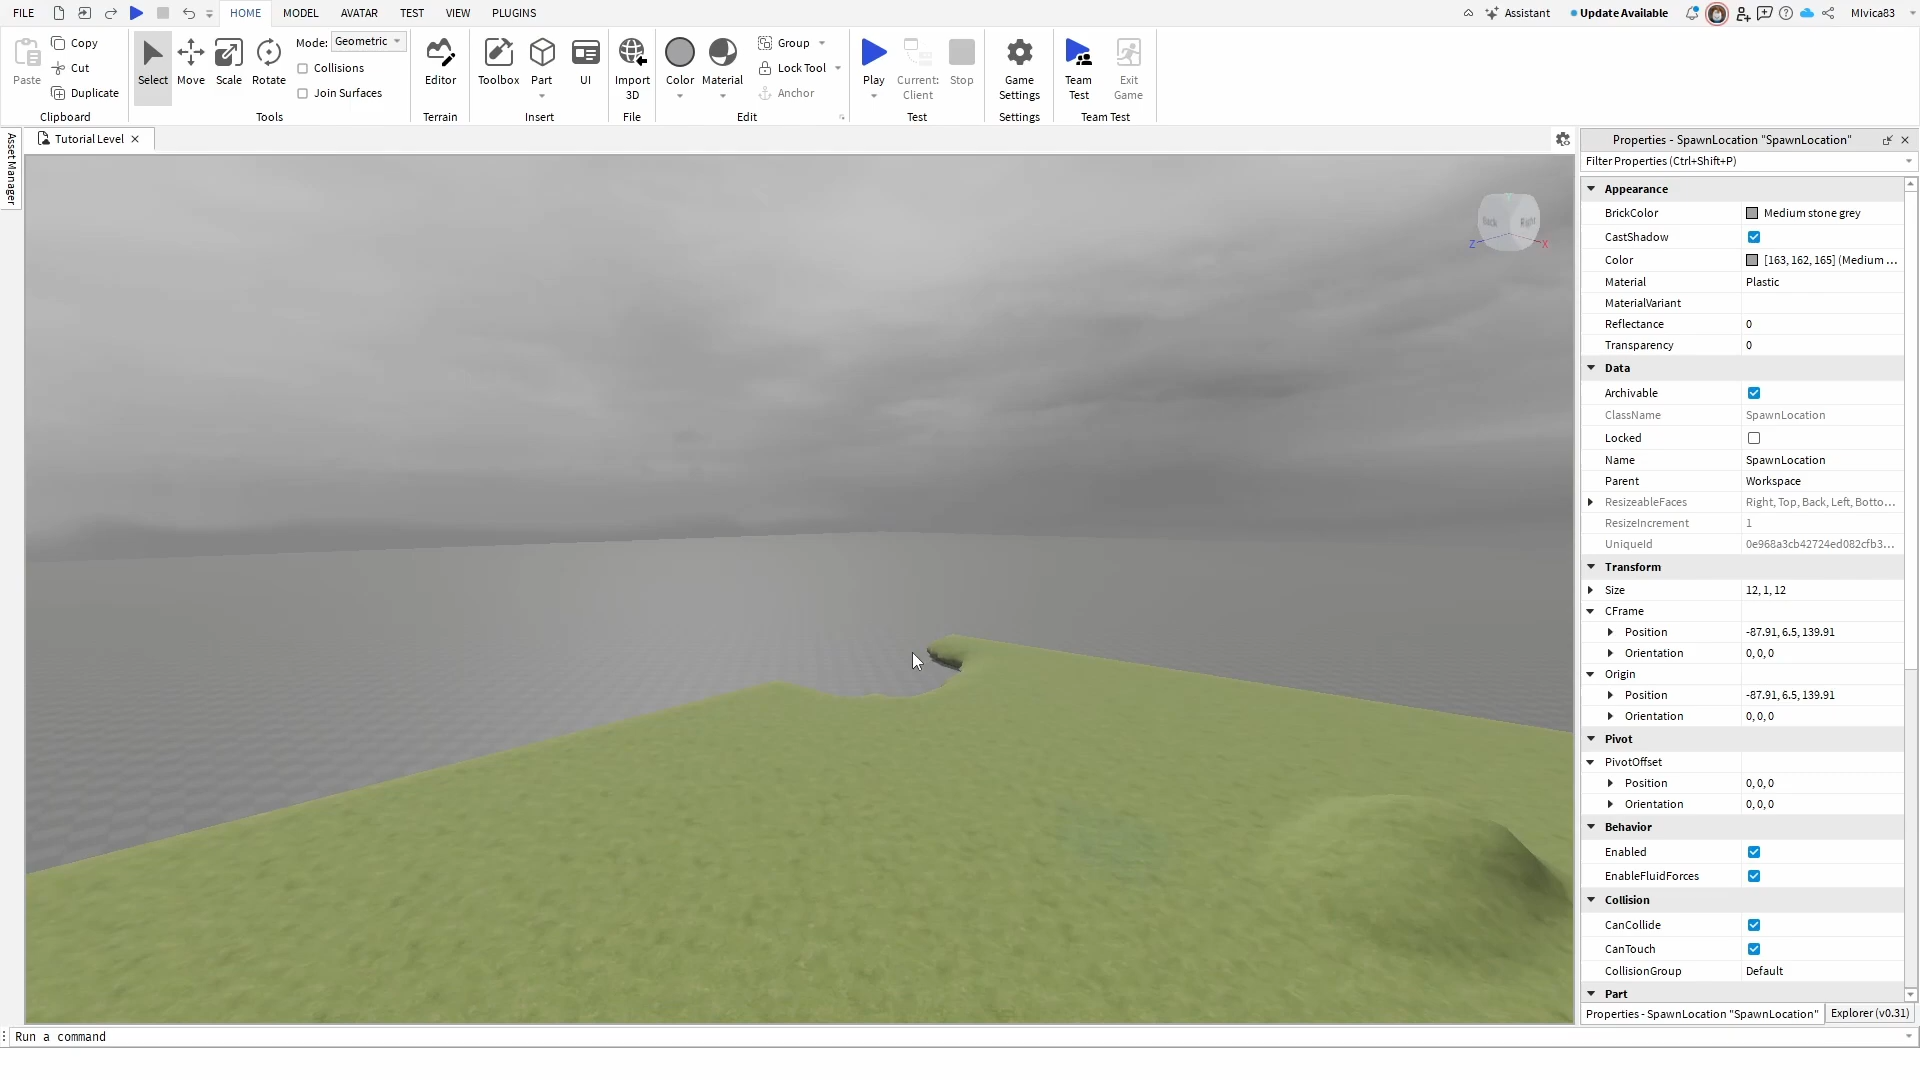 FILE HOME MODEL AVATAR TEST VIEW PLUGINS Assistant Update Available MIvica83
Paste Copy Cut Duplicate
Clipboard
Select Move Scale Rotate
Mode: Geometric
Collisions
Join Surfaces
Tools
Editor
Terrain
Toolbox Part UI
Insert
Import 3D
File
Color Material
Group
Lock Tool
Anchor
Edit
Play Current: Client Stop
Test
Game Settings
Settings
Team Test Exit Game
Team Test
Asset Manager
Tutorial Level
Back Right
Z X
Properties - SpawnLocation "SpawnLocation"
Filter Properties (Ctrl+Shift+P)
Appearance
BrickColor Medium stone grey
CastShadow
Color [163, 162, 165] (Medium ...
Material Plastic
MaterialVariant
Reflectance 0
Transparency 0
Data
Archivable
ClassName SpawnLocation
Locked
Name SpawnLocation
Parent Workspace
ResizeableFaces Right, Top, Back, Left, Botto...
ResizeIncrement 1
UniqueId 0e968a3cb42724ed082cfb3...
Transform
Size 12, 1, 12
CFrame
Position -87.91, 6.5, 139.91
Orientation 0, 0, 0
Origin
Position -87.91, 6.5, 139.91
Orientation 0, 0, 0
Pivot
PivotOffset
Position 0, 0, 0
Orientation 0, 0, 0
Behavior
Enabled
EnableFluidForces
Collision
CanCollide
CanTouch
CollisionGroup Default
Part
Properties - SpawnLocation "SpawnLocation" Explorer (v0.31)
Run a command